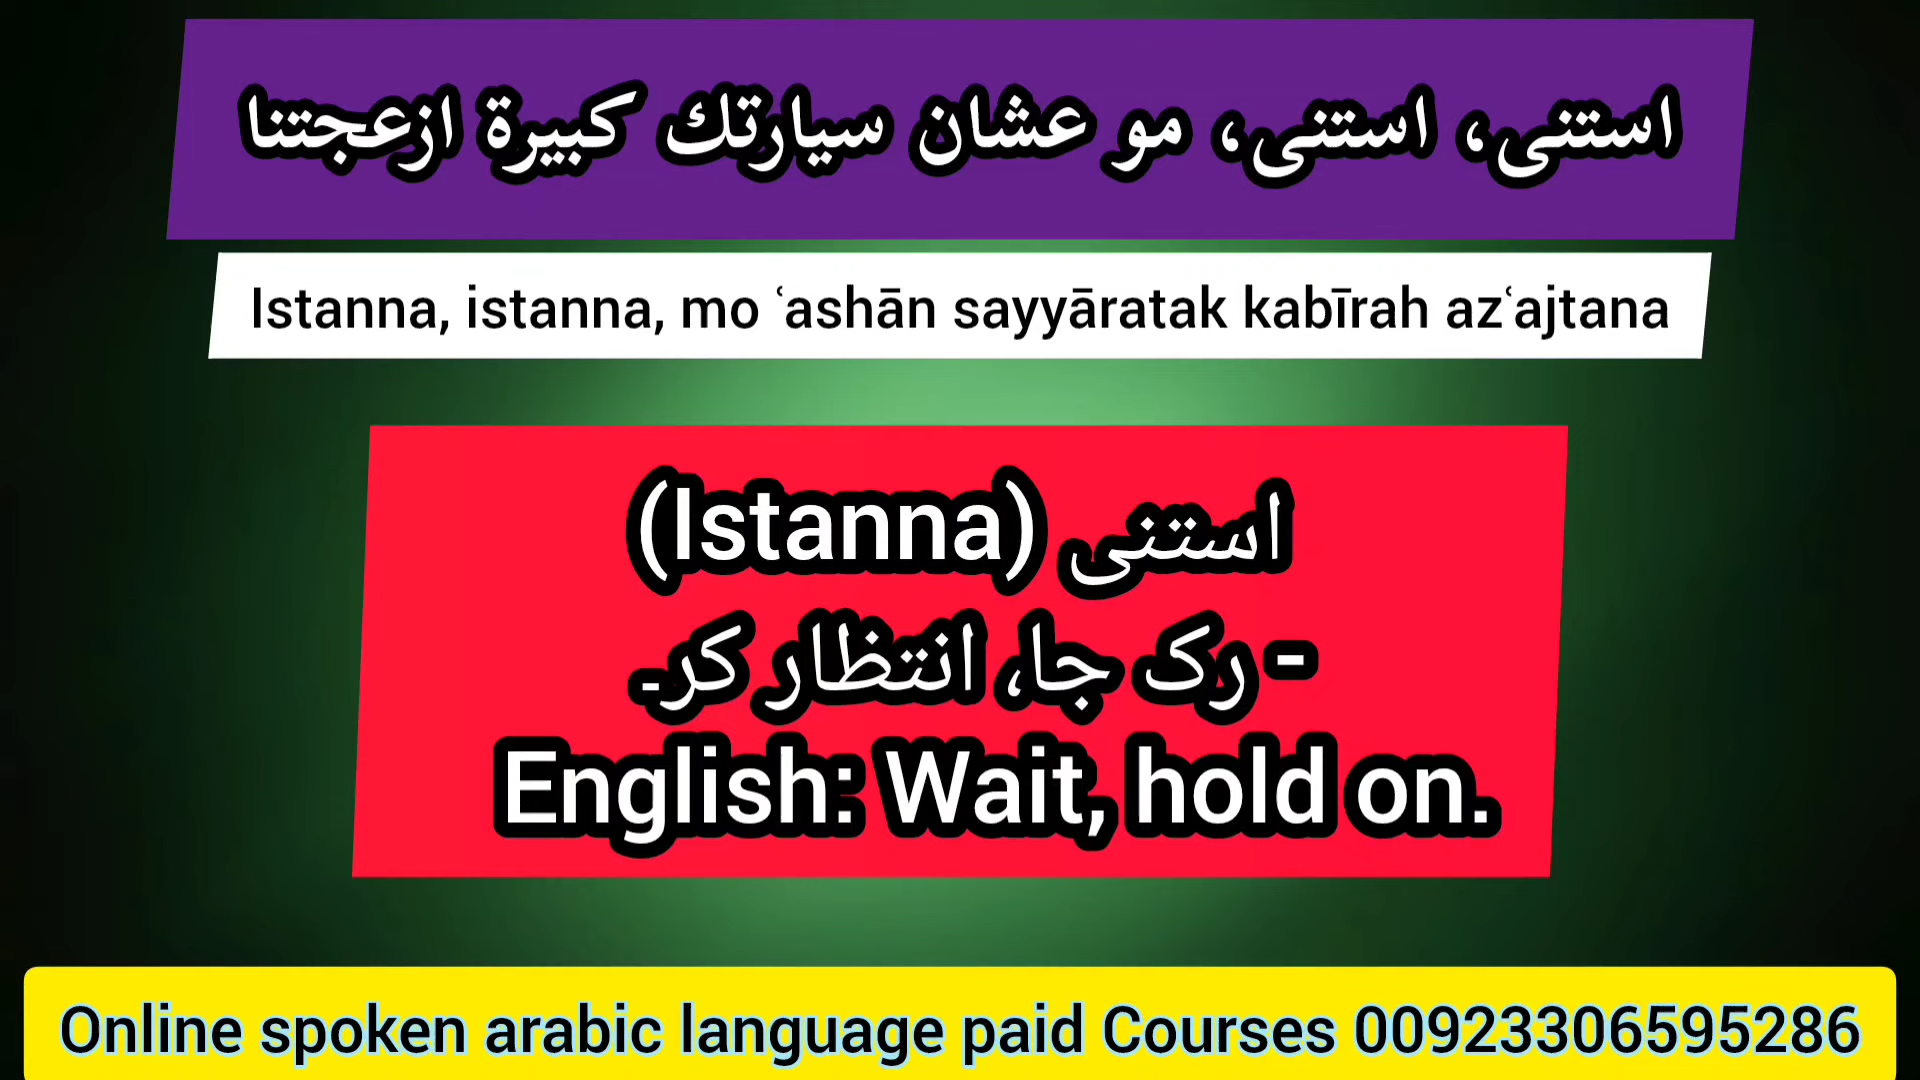 استنى، استنى، مو عشان سيارتك كبيرة ازعجتنا
Istanna, istanna, mo ʿashān sayyāratak kabīrah azʿajtana
استنى (Istanna)
- رک جا، انتظار کر۔
English: Wait, hold on.
Online spoken arabic language paid Courses 00923306595286